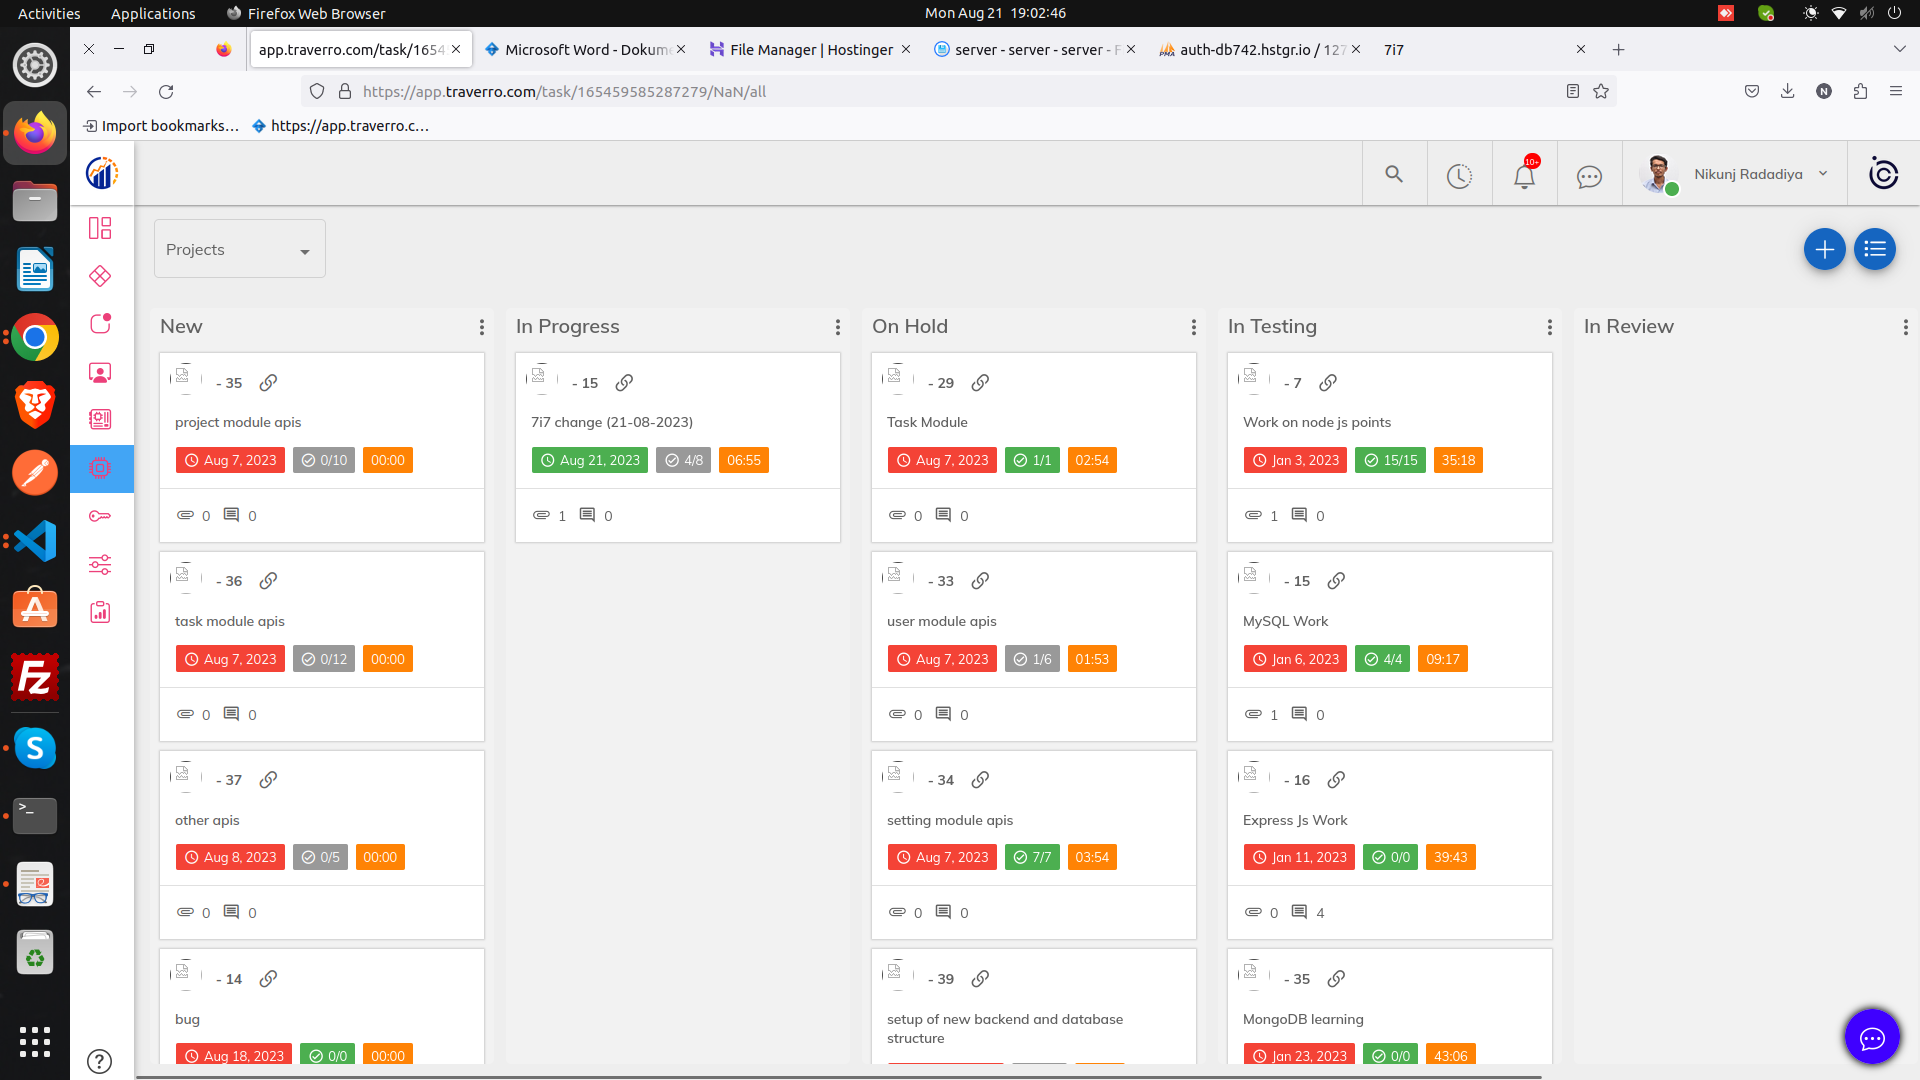 Activities
Applications
Firefox Web Browser
Mon Aug 21 19:02:46
app.traverro.com/task/1654
Microsoft Word - Dokum
File Manager | Hostinger
server - server - server - F
auth-db742.hstgr.io / 127
7i7
https://app.traverro.com/task/165459585287279/NaN/all
Import bookmarks...
https://app.traverro.c...
10+
Nikunj Radadiya
Projects
New
- 35
project module apis
Aug 7, 2023 0/10 00:00
0 0
- 36
task module apis
Aug 7, 2023 0/12 00:00
0 0
- 37
other apis
Aug 8, 2023 0/5 00:00
0 0
- 14
bug
Aug 18, 2023 0/0 00:00
In Progress
- 15
7i7 change (21-08-2023)
Aug 21, 2023 4/8 06:55
1 0
On Hold
- 29
Task Module
Aug 7, 2023 1/1 02:54
0 0
- 33
user module apis
Aug 7, 2023 1/6 01:53
0 0
- 34
setting module apis
Aug 7, 2023 7/7 03:54
0 0
- 39
setup of new backend and database
structure
In Testing
- 7
Work on node js points
Jan 3, 2023 15/15 35:18
1 0
- 15
MySQL Work
Jan 6, 2023 4/4 09:17
1 0
- 16
Express Js Work
Jan 11, 2023 0/0 39:43
0 4
- 35
MongoDB learning
Jan 23, 2023 0/0 43:06
In Review